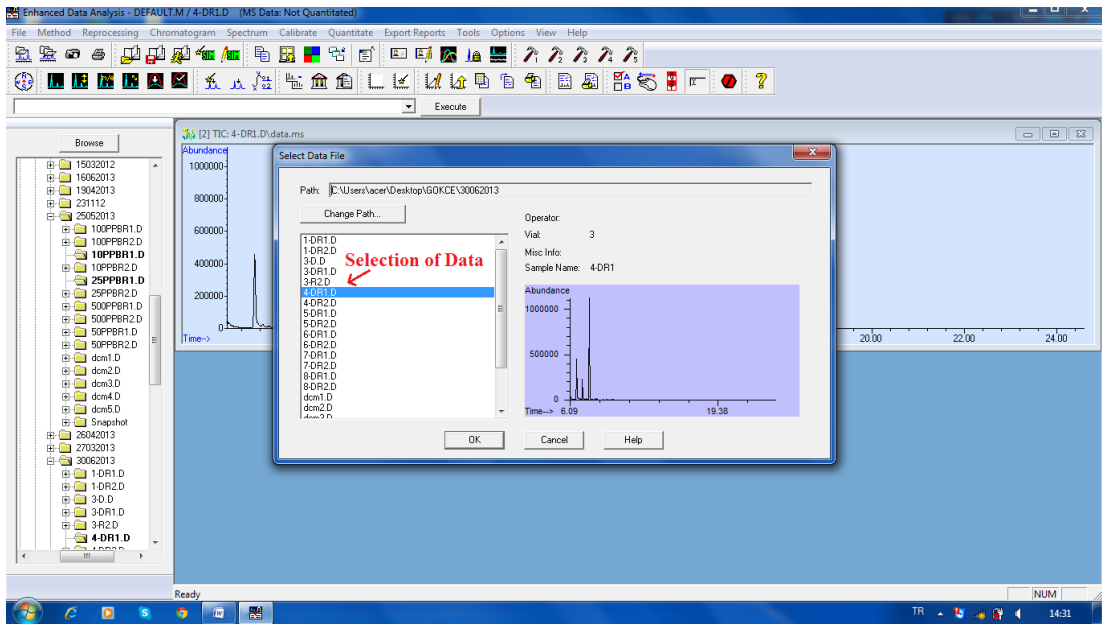 Enhanced Data Analysis - DEFAULT.M / 4-DR1.D (MS Data: Not Quantitated)
File Method Reprocessing Chromatogram Spectrum Calibrate Quantitate Export Reports Tools Options View Help
Execute
Browse
15032012
16062013
19042013
231112
25052013
100PPBR1.D
100PPBR2.D
10PPBR1.D
10PPBR2.D
25PPBR1.D
25PPBR2.D
500PPBR1.D
500PPBR2.D
50PPBR1.D
50PPBR2.D
dcm1.D
dcm2.D
dcm3.D
dcm4.D
dcm5.D
Snapshot
26042013
27032013
30062013
1-DR1.D
1-DR2.D
3-D.D
3-DR1.D
3-R2.D
4-DR1.D
[2] TIC: 4-DR1.D\data.ms
Abundance
1000000
800000
600000
400000
200000
0
Time-->
20.00 22.00 24.00
Select Data File
Path: C:\Users\acer\Desktop\GOKCE\30062013
Change Path...
1-DR1.D
1-DR2.D
3-D.D
3-DR1.D
3-R2.D
4-DR1.D
4-DR2.D
5-DR1.D
5-DR2.D
6-DR1.D
6-DR2.D
7-DR1.D
7-DR2.D
8-DR1.D
8-DR2.D
dcm1.D
dcm2.D
Selection of Data
Operator:
Vial: 3
Misc Info:
Sample Name: 4-DR1
Abundance
1000000
500000
0
Time--> 6.09 19.38
OK Cancel Help
Ready
NUM
TR
14:31